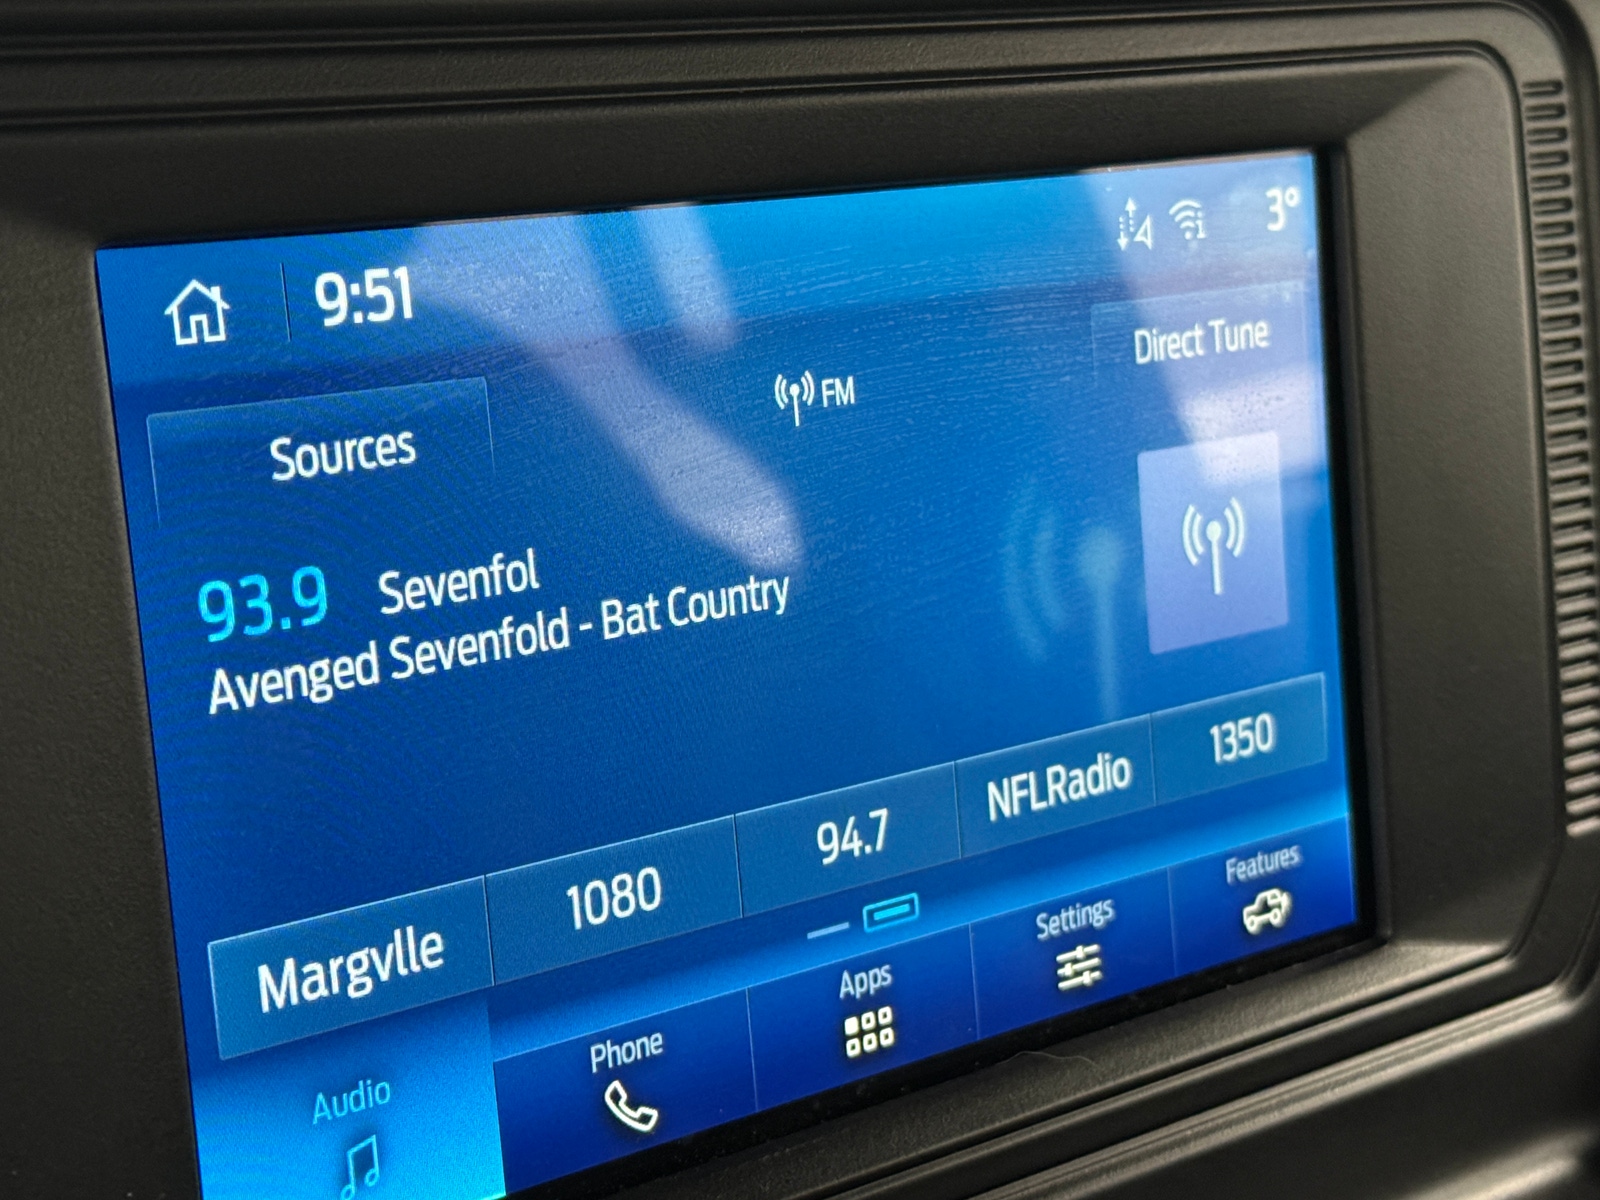 9:51
3°
Sources
FM
Direct Tune
93.9 Sevenfol
Avenged Sevenfold - Bat Country
Margvlle
1080
94.7
NFLRadio
1350
Audio
Phone
Apps
Settings
Features